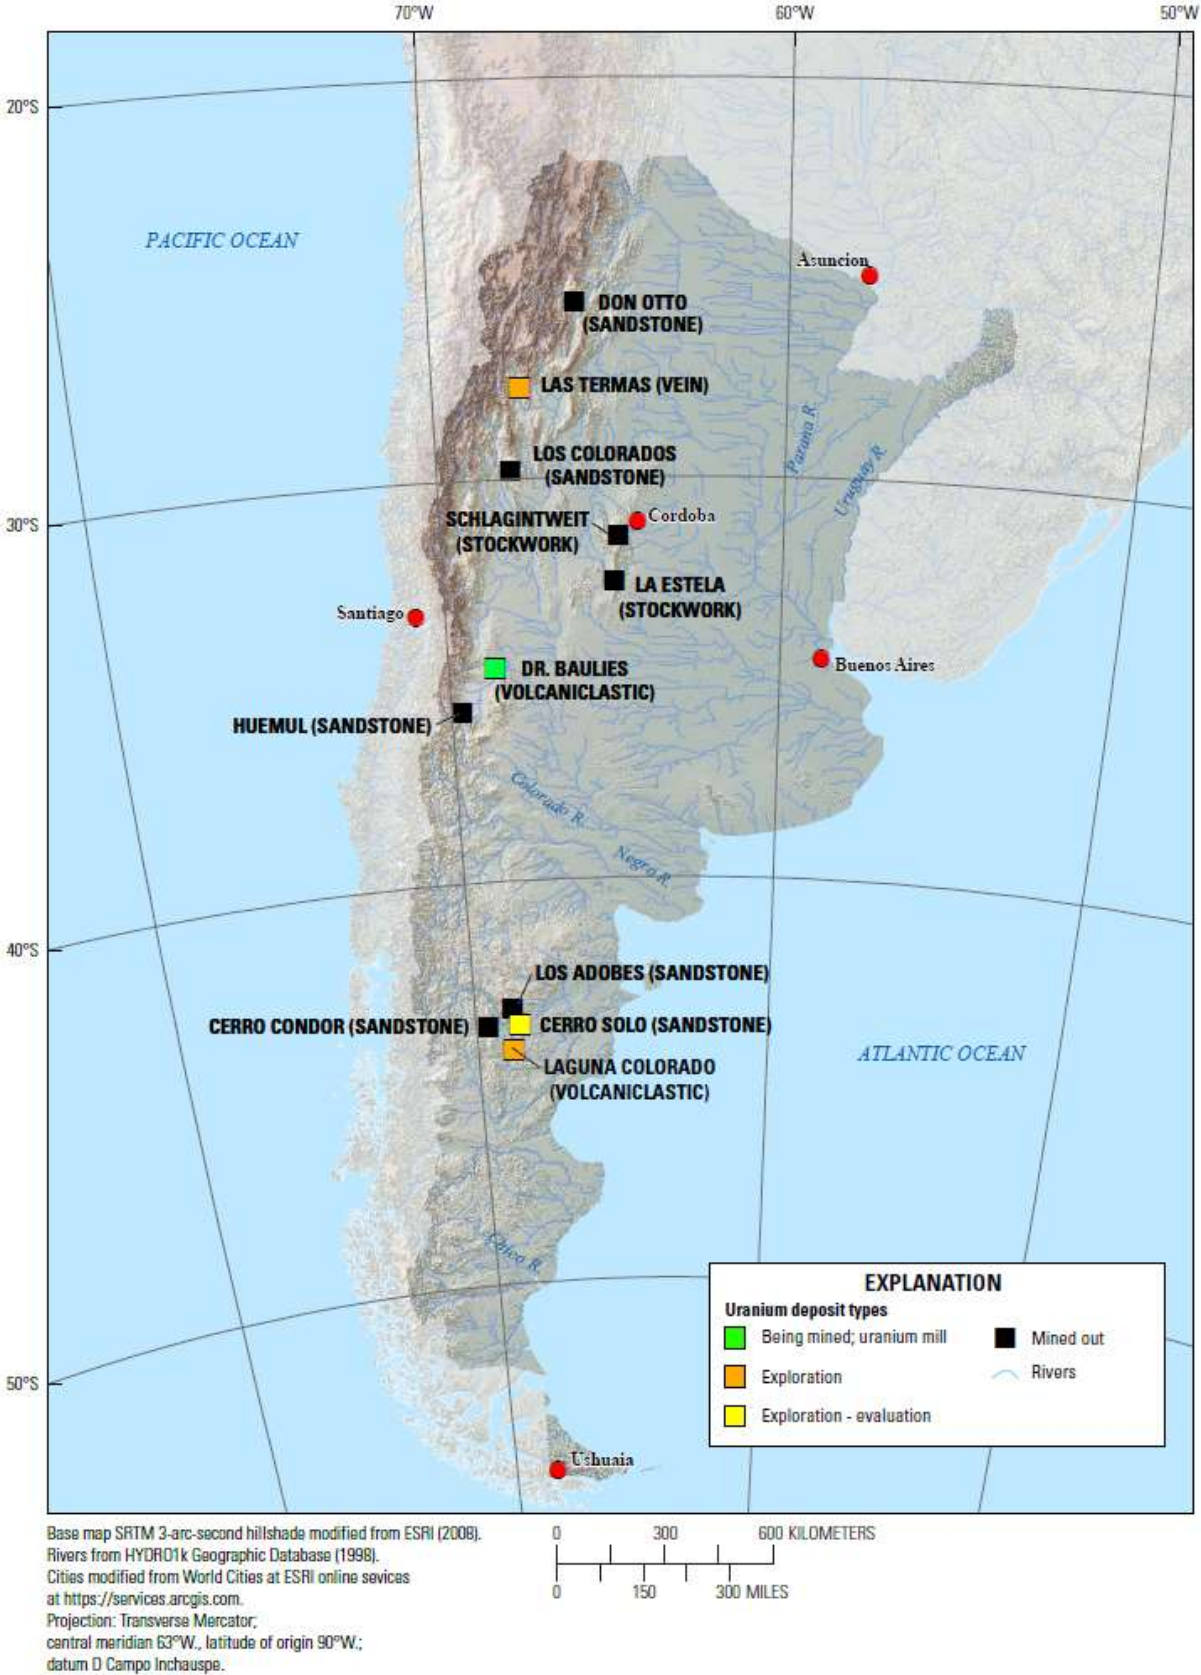 70°W
60°W
50°W
20°S
PACIFIC OCEAN
Asuncion
DON OTTO
(SANDSTONE)
LAS TERMAS (VEIN)
Parana R.
Uruguay R.
LOS COLORADOS
(SANDSTONE)
30°S
SCHLAGINTWEIT
(STOCKWORK)
Cordoba
LA ESTELA
(STOCKWORK)
Santiago
Buenos Aires
DR. BAULIES
(VOLCANICLASTIC)
HUEMUL (SANDSTONE)
Colorado R.
Negro R.
40°S
LOS ADOBES (SANDSTONE)
CERRO CONDOR (SANDSTONE)
CERRO SOLO (SANDSTONE)
ATLANTIC OCEAN
LAGUNA COLORADO
(VOLCANICLASTIC)
Chico R.
50°S
Ushuaia
EXPLANATION
Uranium deposit types
Being mined; uranium mill
Mined out
Exploration
Rivers
Exploration - evaluation
Base map SRTM 3-arc-second hillshade modified from ESRI (2008).
Rivers from HYDRO1k Geographic Database (1998).
Cities modified from World Cities at ESRI online sevices
at https://services.arcgis.com.
Projection: Transverse Mercator;
central meridian 63°W., latitude of origin 90°W.;
datum D Campo Inchauspe.
0 300 600 KILOMETERS
0 150 300 MILES